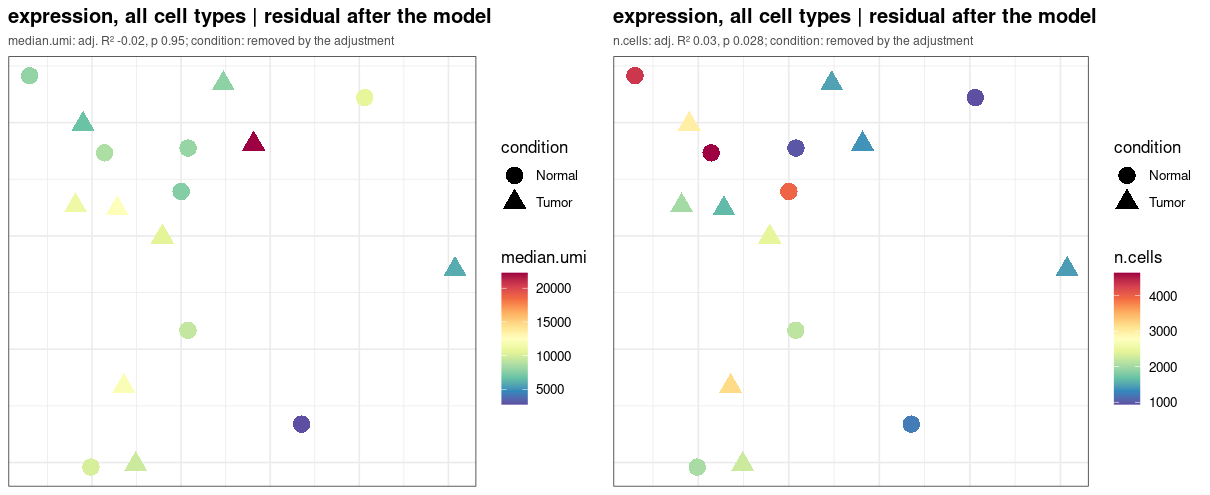 expression, all cell types | residual after the model
median.umi: adj. R² -0.02, p 0.95; condition: removed by the adjustment
condition
Normal
Tumor
median.umi
20000
15000
10000
5000
expression, all cell types | residual after the model
n.cells: adj. R² 0.03, p 0.028; condition: removed by the adjustment
condition
Normal
Tumor
n.cells
4000
3000
2000
1000